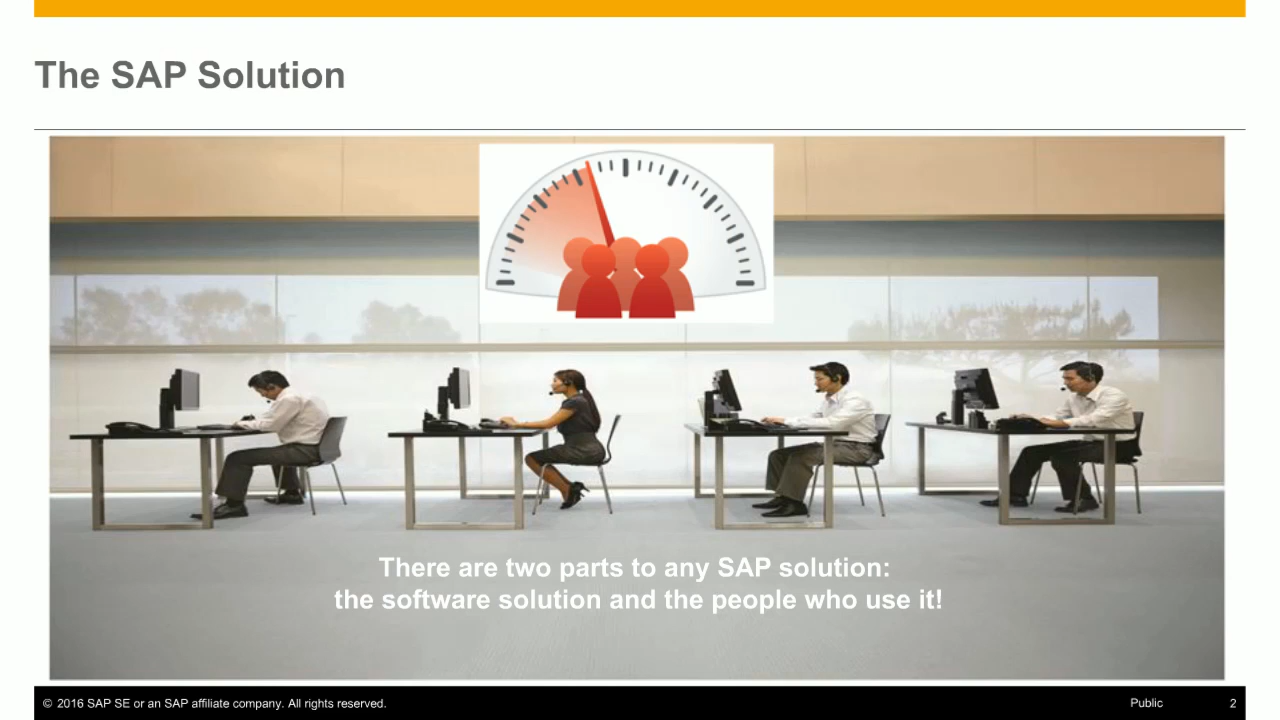 The SAP Solution
There are two parts to any SAP solution:
the software solution and the people who use it!
© 2016 SAP SE or an SAP affiliate company. All rights reserved.
Public
2